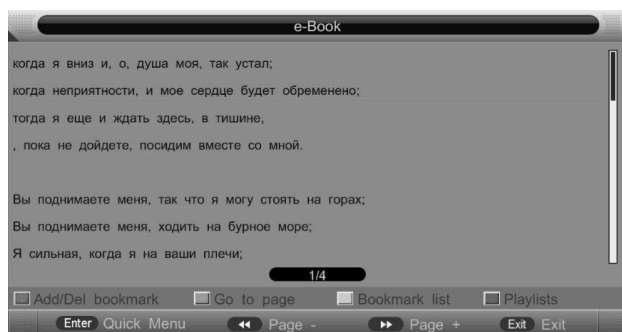 e-Book
когда я вниз и, о, душа моя, так устал;
когда неприятности, и мое сердце будет обременено;
тогда я еще и ждать здесь, в тишине,
, пока не дойдете, посидим вместе со мной.
Вы поднимаете меня, так что я могу стоять на горах;
Вы поднимаете меня, ходить на бурное море;
Я сильная, когда я на ваши плечи;
1/4
Add/Del bookmark Go to page Bookmark list Playlists
Enter Quick Menu Page - Page + Exit Exit